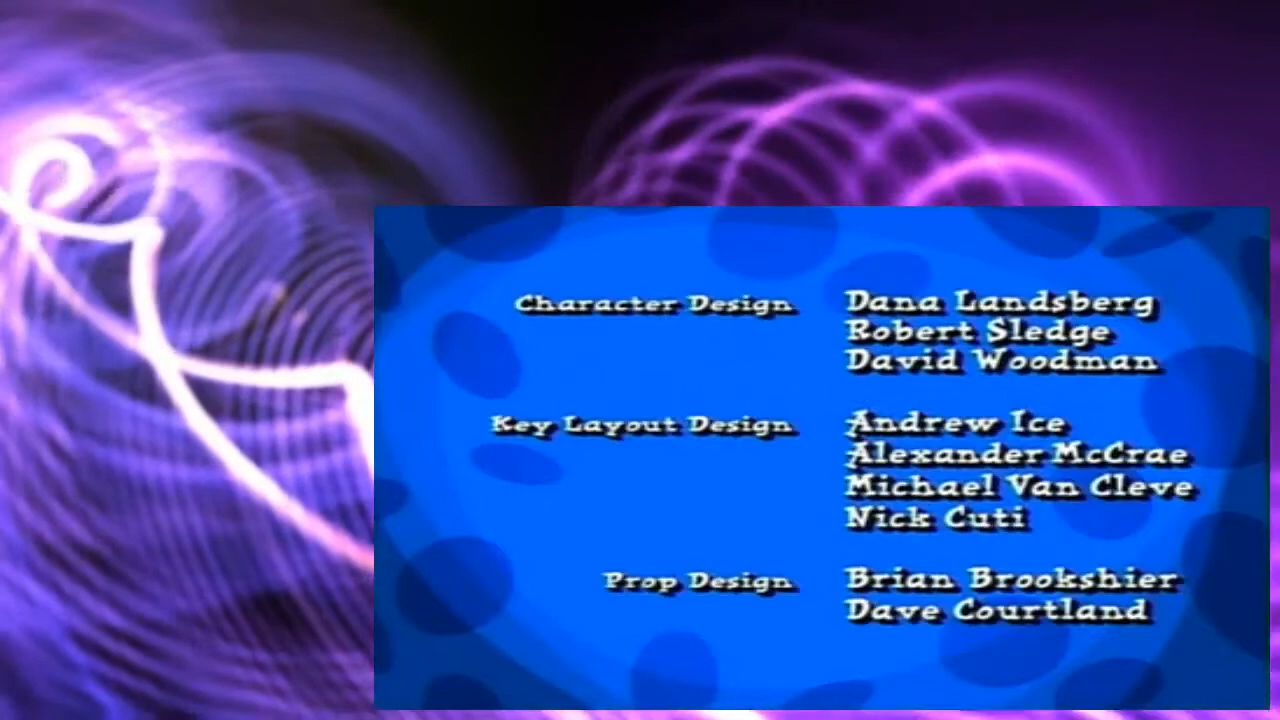 Character Design Dana Landsberg
Robert Sledge
David Woodman
Key Layout Design Andrew Ice
Alexander McCrae
Michael Van Cleve
Nick Cuti
Prop Design Brian Brookshier
Dave Courtland